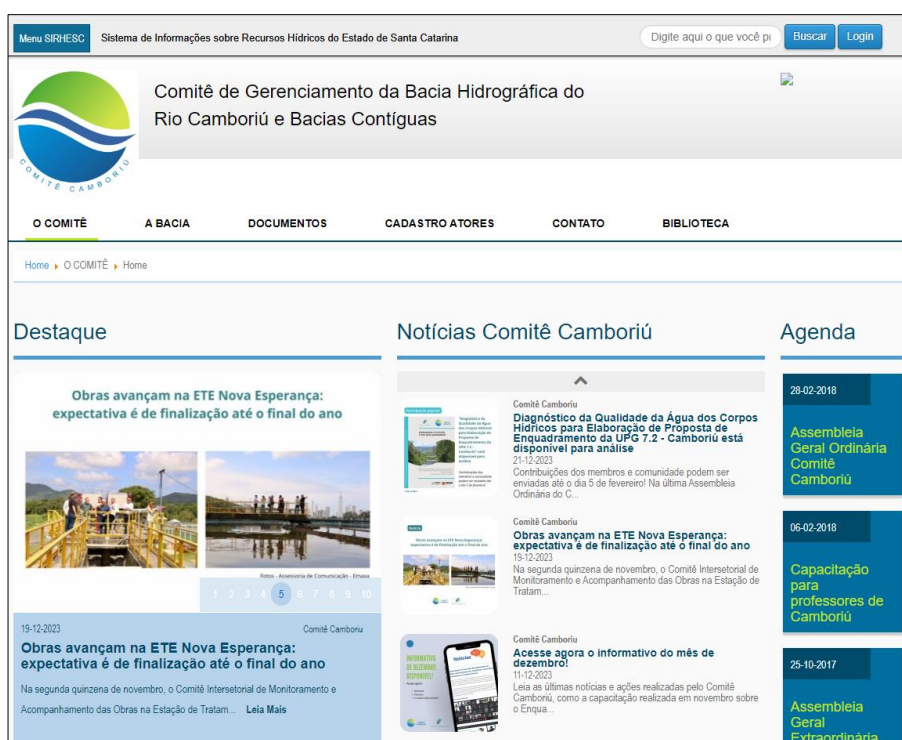 Menu SIRHESC
Sistema de Informações sobre Recursos Hídricos do Estado de Santa Catarina
Digite aqui o que você pr
Buscar
Login
Comitê de Gerenciamento da Bacia Hidrográfica do
Rio Camboriú e Bacias Contíguas
COMITÊ CAMBORIÚ
O COMITÊ
A BACIA
DOCUMENTOS
CADASTRO ATORES
CONTATO
BIBLIOTECA
Home
O COMITÊ
Home
Destaque
Obras avançam na ETE Nova Esperança:
expectativa é de finalização até o final do ano
Fotos - Assessoria de Comunicação - Emasa
1 2 3 4 5 6 7 8 9 10
19-12-2023
Comitê Camboriu
Obras avançam na ETE Nova Esperança:
expectativa é de finalização até o final do ano
Na segunda quinzena de novembro, o Comitê Intersetorial de Monitoramento e
Acompanhamento das Obras na Estação de Tratam... Leia Mais
Notícias Comitê Camboriú
Comitê Camboriu
Diagnóstico da Qualidade da Água dos Corpos
Hídricos para Elaboração de Proposta de
Enquadramento da UPG 7.2 - Camboriú está
disponível para análise
21-12-2023
Contribuições dos membros e comunidade podem ser
enviadas até o dia 5 de fevereiro! Na última Assembleia
Ordinária do C...
Comitê Camboriu
Obras avançam na ETE Nova Esperança:
expectativa é de finalização até o final do ano
19-12-2023
Na segunda quinzena de novembro, o Comitê Intersetorial de
Monitoramento e Acompanhamento das Obras na Estação de
Tratam...
INFORMATIVO
DE DEZEMBRO
DISPONÍVEL!
Notícias
Comitê Camboriu
Acesse agora o informativo do mês de
dezembro!
11-12-2023
Leia as últimas notícias e ações realizadas pelo Comitê
Camboriú, como a capacitação realizada em novembro sobre
o Enqua...
Agenda
28-02-2018
Assembleia
Geral Ordinária
Comitê
Camboriú
06-02-2018
Capacitação
para
professores de
Camboriú
25-10-2017
Assembleia
Geral
Extraordinária